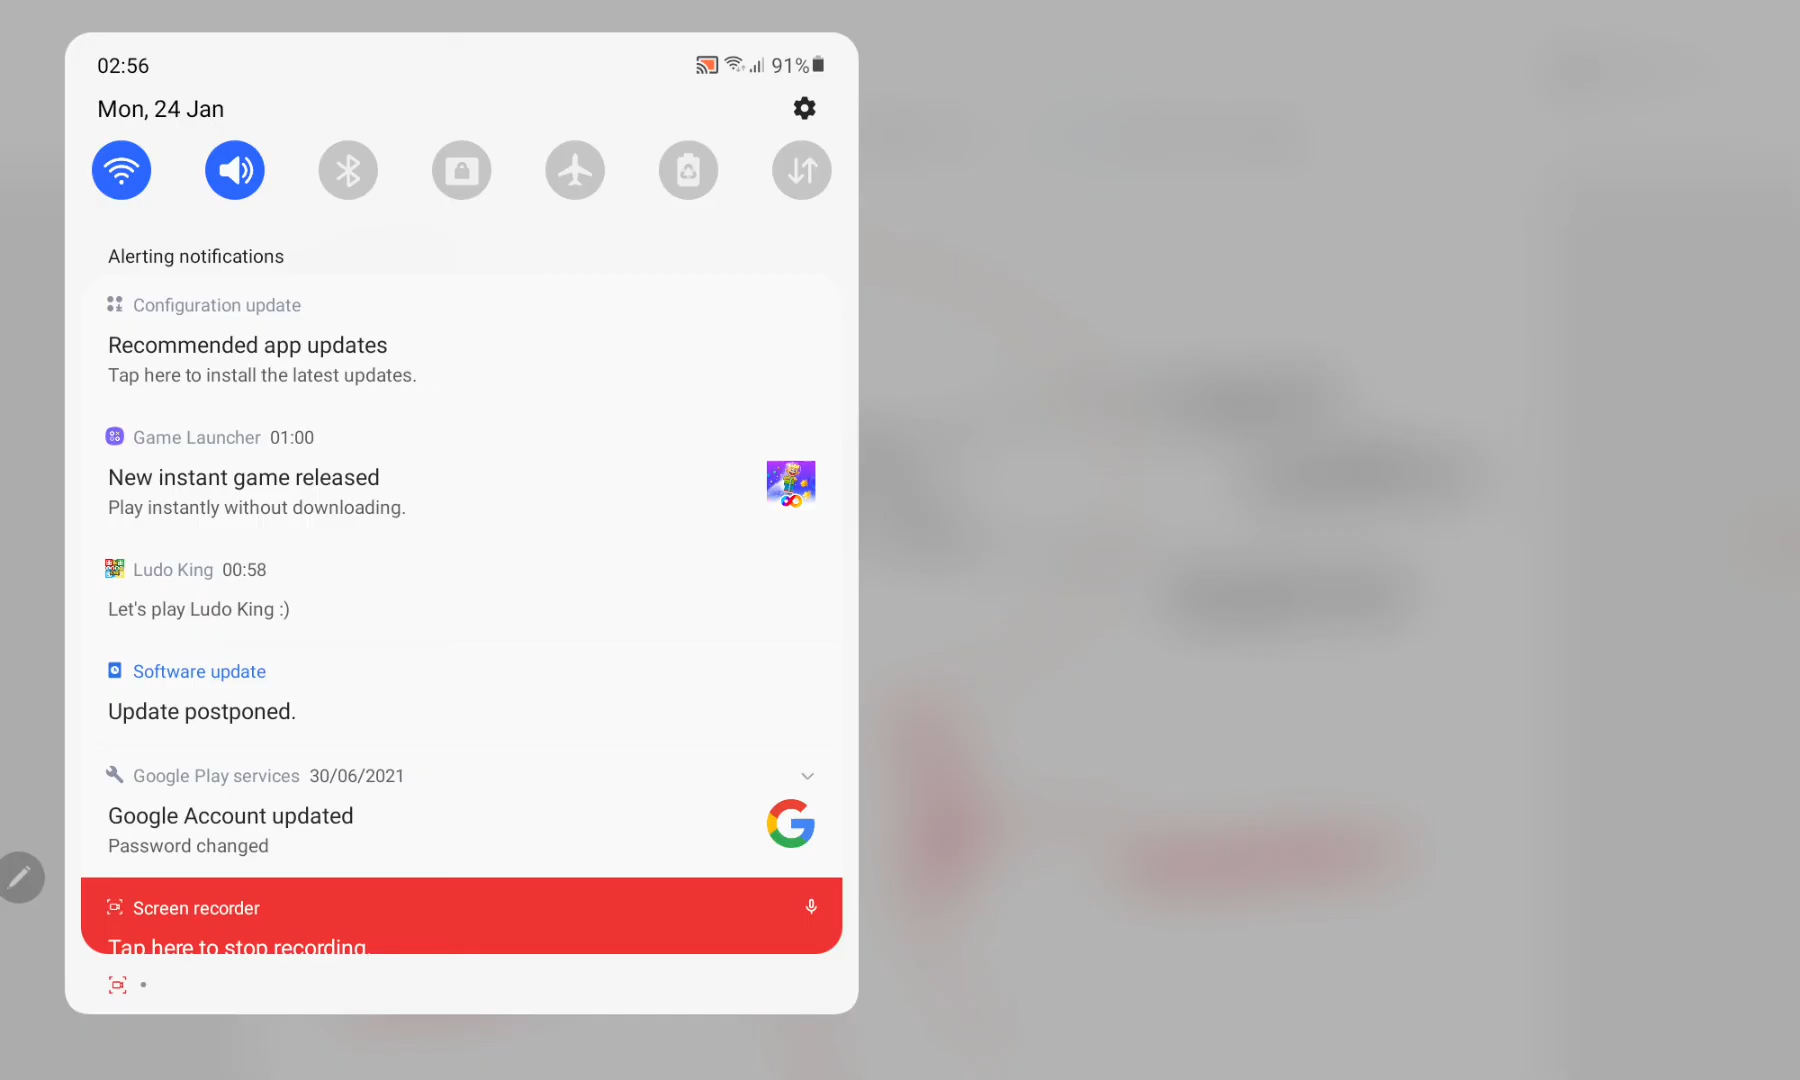 02:56
91%
Mon, 24 Jan
Alerting notifications
Configuration update
Recommended app updates
Tap here to install the latest updates.
Game Launcher 01:00
New instant game released
Play instantly without downloading.
Ludo King 00:58
Let's play Ludo King :)
Software update
Update postponed.
Google Play services 30/06/2021
Google Account updated
Password changed
Screen recorder
Tap here to stop recording.